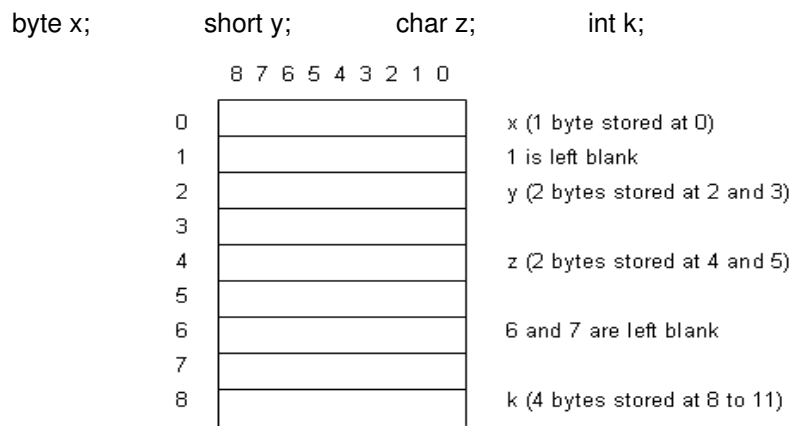 byte x; short y; char z; int k;
8 7 6 5 4 3 2 1 0
0 x (1 byte stored at 0)
1 1 is left blank
2 y (2 bytes stored at 2 and 3)
3
4 z (2 bytes stored at 4 and 5)
5
6 6 and 7 are left blank
7
8 k (4 bytes stored at 8 to 11)